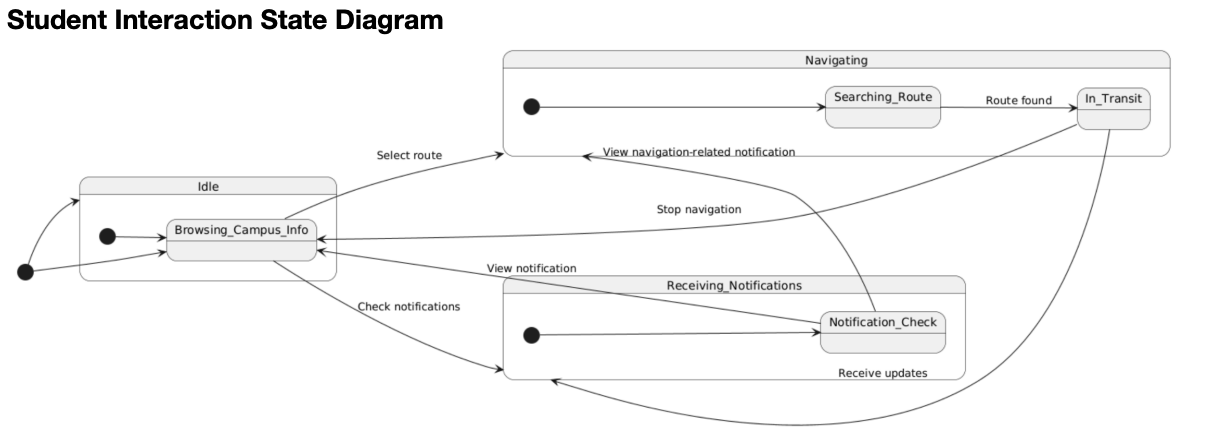 Student Interaction State Diagram
Navigating
Searching_Route
Route found
In_Transit
Select route
View navigation-related notification
Idle
Browsing_Campus_Info
Stop navigation
View notification
Receiving_Notifications
Check notifications
Notification_Check
Receive updates